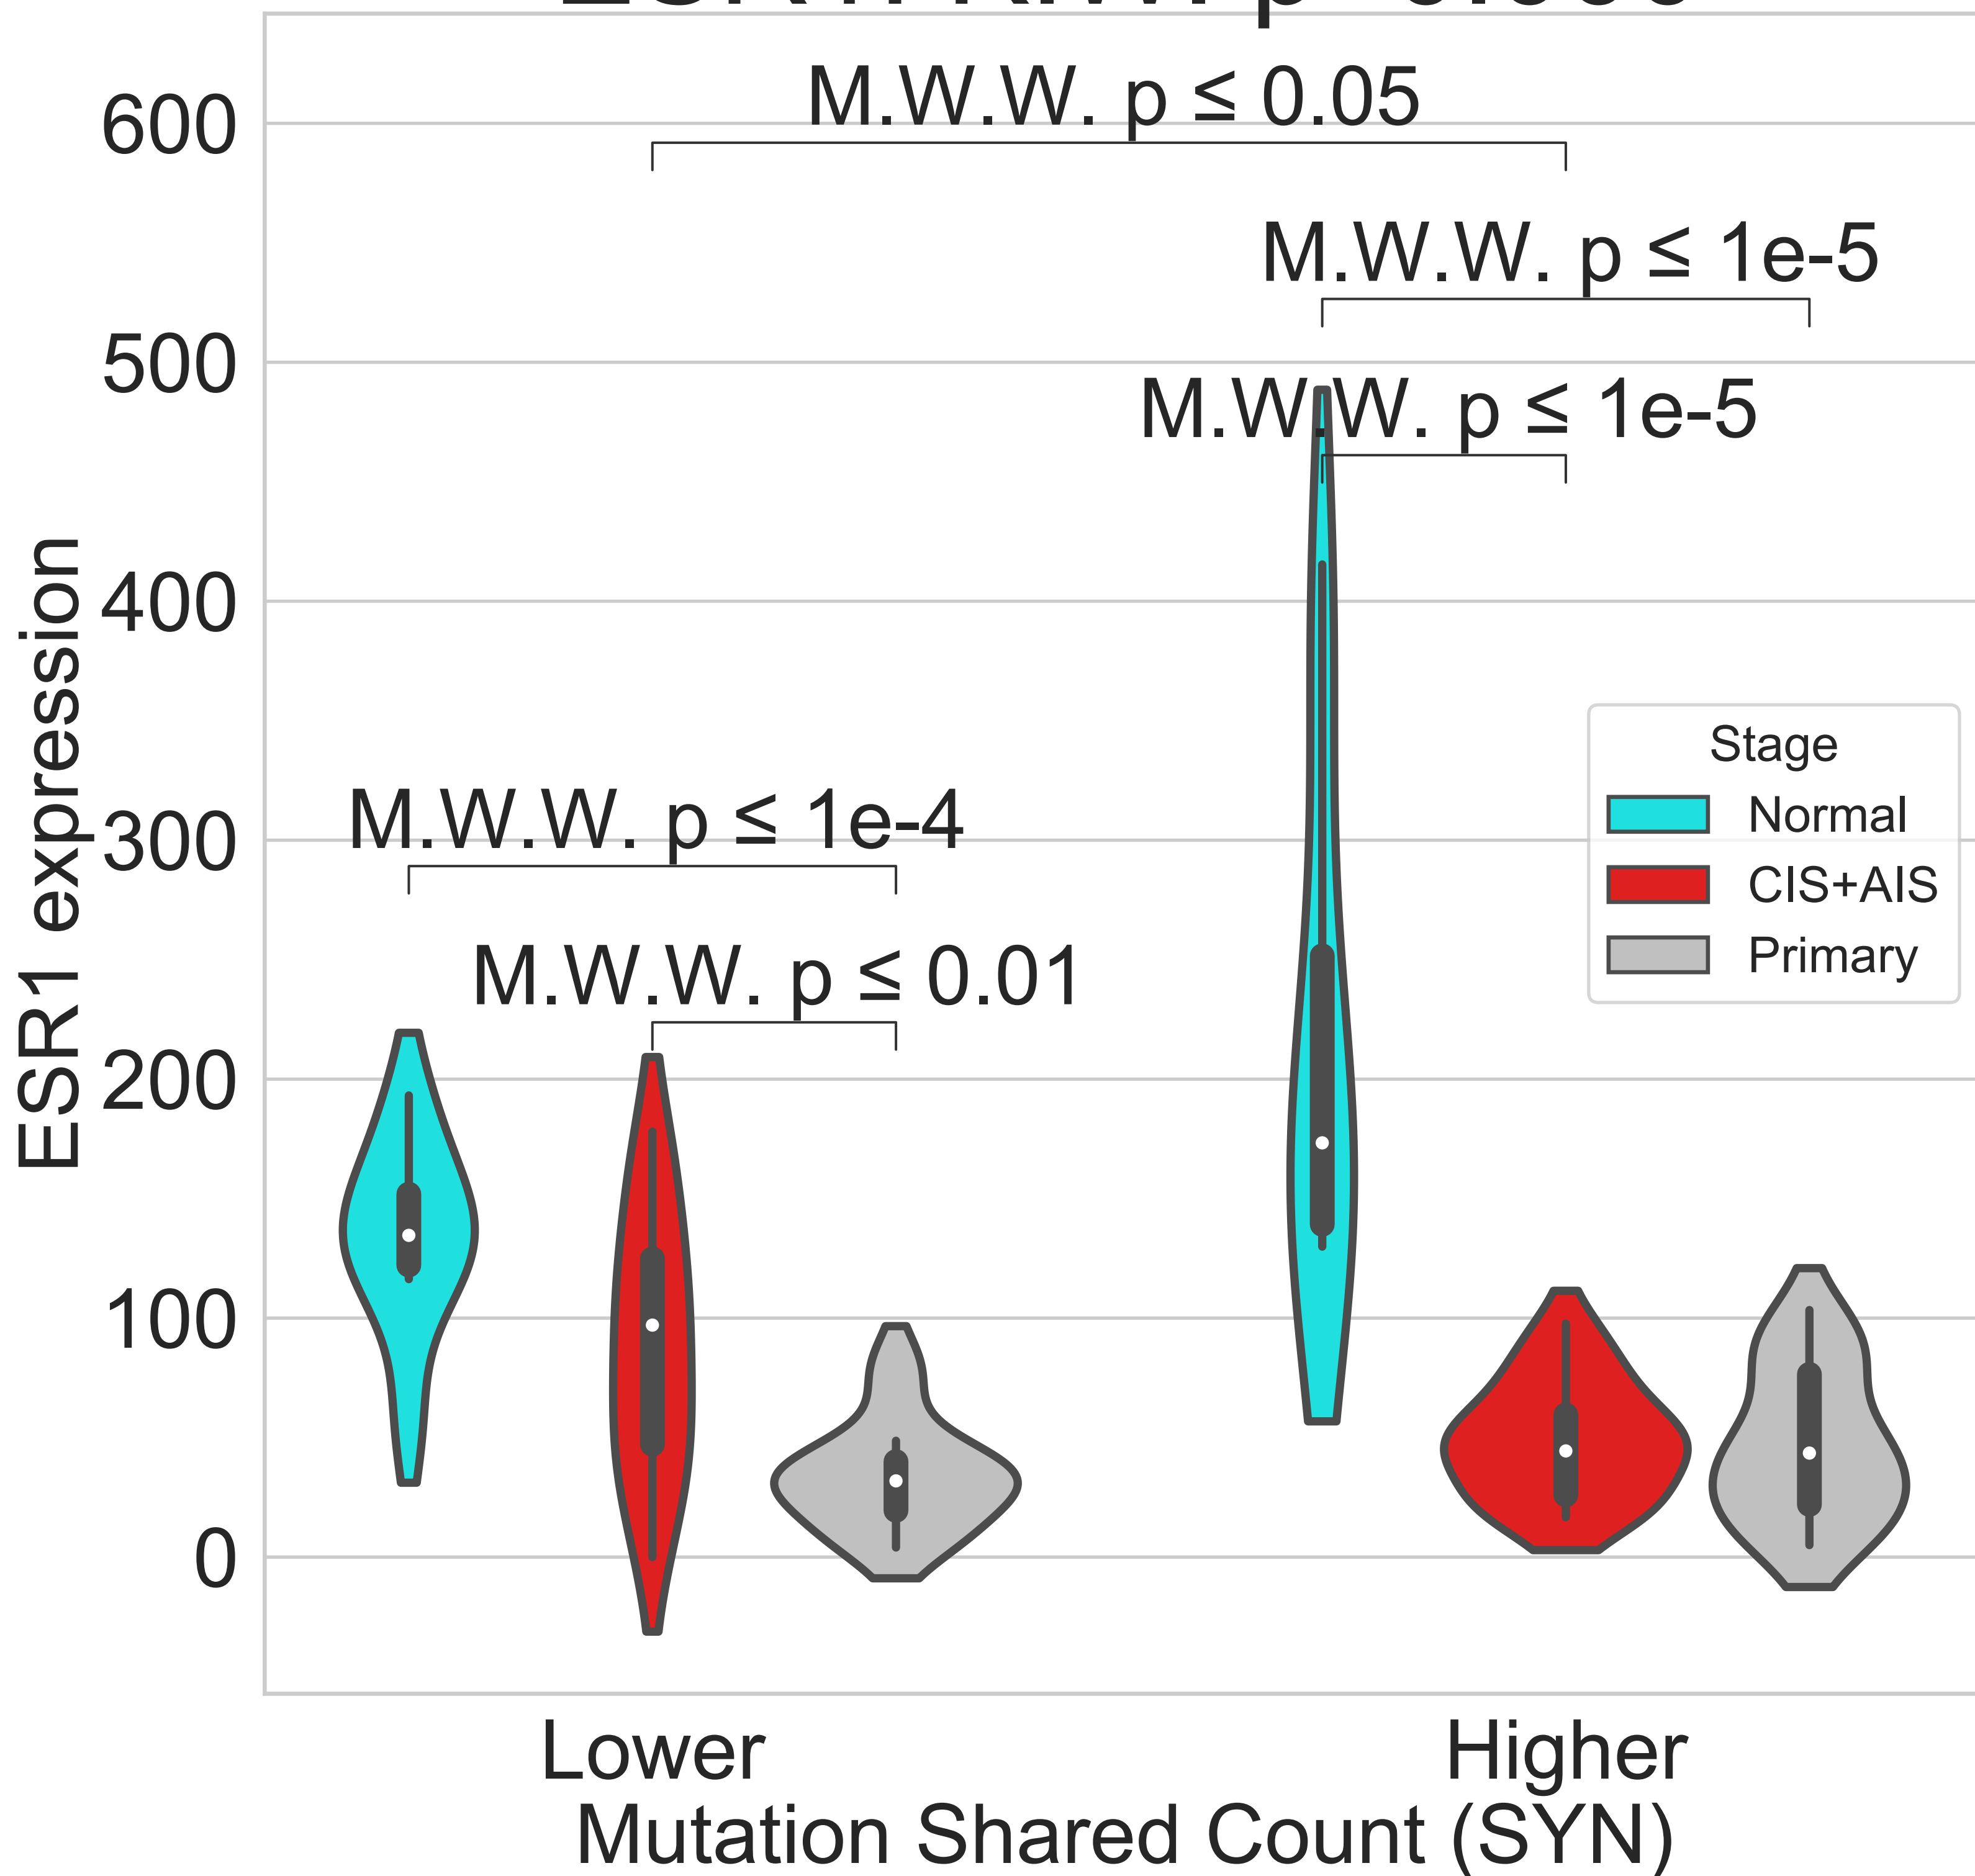 M.W.W. p ≤ 0.05
600
M.W.W. p ≤ 1e-5
500
M.W.W. p ≤ 1e-5
400
Stage
Normal
CIS+AIS
Primary
M.W.W. p ≤ 1e-4
300
M.W.W. p ≤ 0.01
200
100
0
ESR1 expression
Lower
Higher
Mutation Shared Count (SYN)